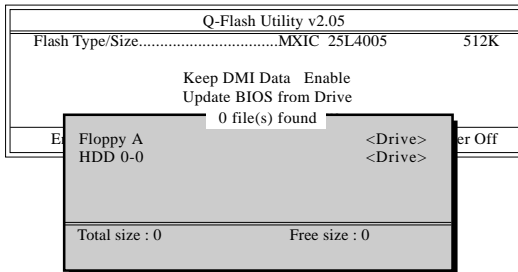 Q-Flash Utility v2.05
Flash Type/Size.................................MXIC 25L4005 512K
Keep DMI Data Enable
Update BIOS from Drive
0 file(s) found
Floppy A <Drive>
HDD 0-0 <Drive>
Total size : 0 Free size : 0